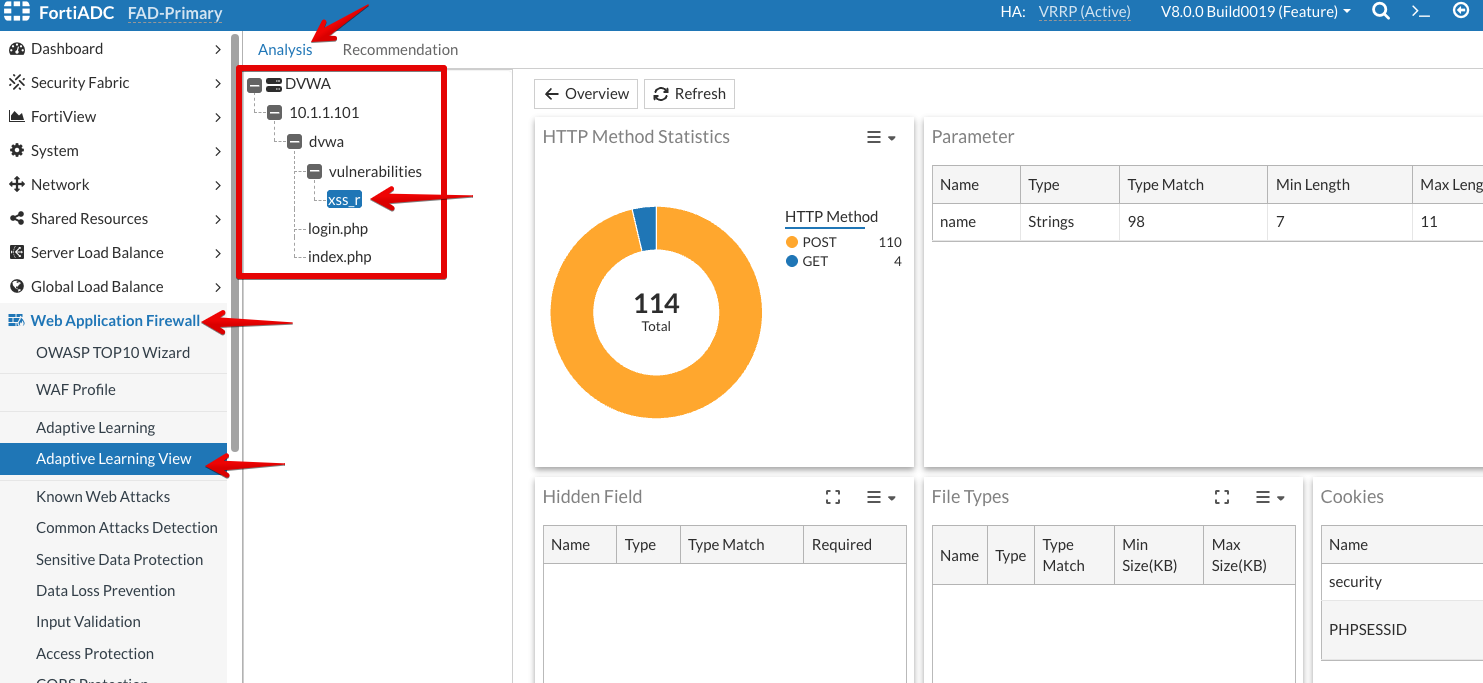 FortiADC FAD-Primary
HA: VRRP (Active) V8.0.0 Build0019 (Feature)
Dashboard
Security Fabric
FortiView
System
Network
Shared Resources
Server Load Balance
Global Load Balance
Web Application Firewall
OWASP TOP10 Wizard
WAF Profile
Adaptive Learning
Adaptive Learning View
Known Web Attacks
Common Attacks Detection
Sensitive Data Protection
Data Loss Prevention
Input Validation
Access Protection
CORS Protection
Analysis Recommendation
DVWA
10.1.1.101
dvwa
vulnerabilities
xss_r
login.php
index.php
Overview Refresh
HTTP Method Statistics
HTTP Method
POST 110
GET 4
114
Total
Parameter
Name Type Type Match Min Length Max Leng
name Strings 98 7 11
Hidden Field
Name Type Type Match Required
File Types
Name Type Type Match Min Size(KB) Max Size(KB)
Cookies
Name
security
PHPSESSID